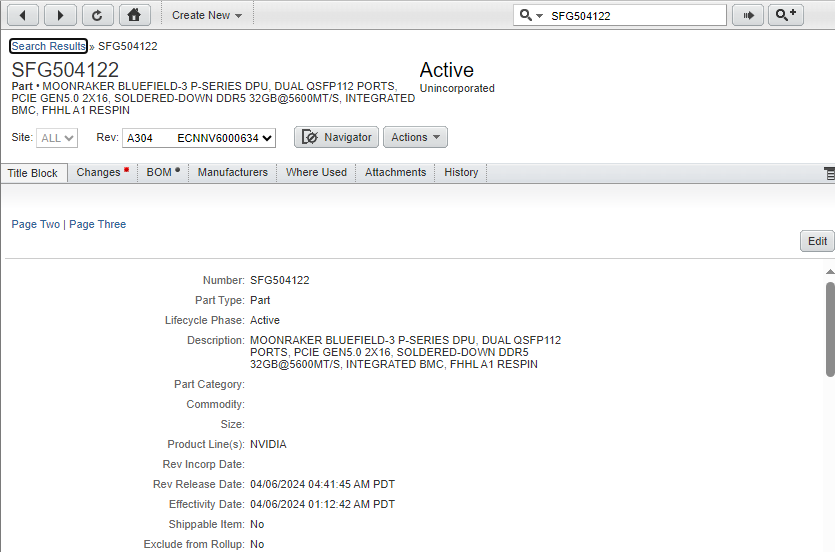 Create New
SFG504122
Search Results » SFG504122
SFG504122
Active
Part • MOONRAKER BLUEFIELD-3 P-SERIES DPU, DUAL QSFP112 PORTS,
Unincorporated
PCIE GEN5.0 2X16, SOLDERED-DOWN DDR5 32GB@5600MT/S, INTEGRATED
BMC, FHHL A1 RESPIN
Site: ALL Rev: A304 ECNNV6000634 Navigator Actions
Title Block Changes BOM Manufacturers Where Used Attachments History
Page Two | Page Three
Edit
Number: SFG504122
Part Type: Part
Lifecycle Phase: Active
Description: MOONRAKER BLUEFIELD-3 P-SERIES DPU, DUAL QSFP112
PORTS, PCIE GEN5.0 2X16, SOLDERED-DOWN DDR5
32GB@5600MT/S, INTEGRATED BMC, FHHL A1 RESPIN
Part Category:
Commodity:
Size:
Product Line(s): NVIDIA
Rev Incorp Date:
Rev Release Date: 04/06/2024 04:41:45 AM PDT
Effectivity Date: 04/06/2024 01:12:42 AM PDT
Shippable Item: No
Exclude from Rollup: No